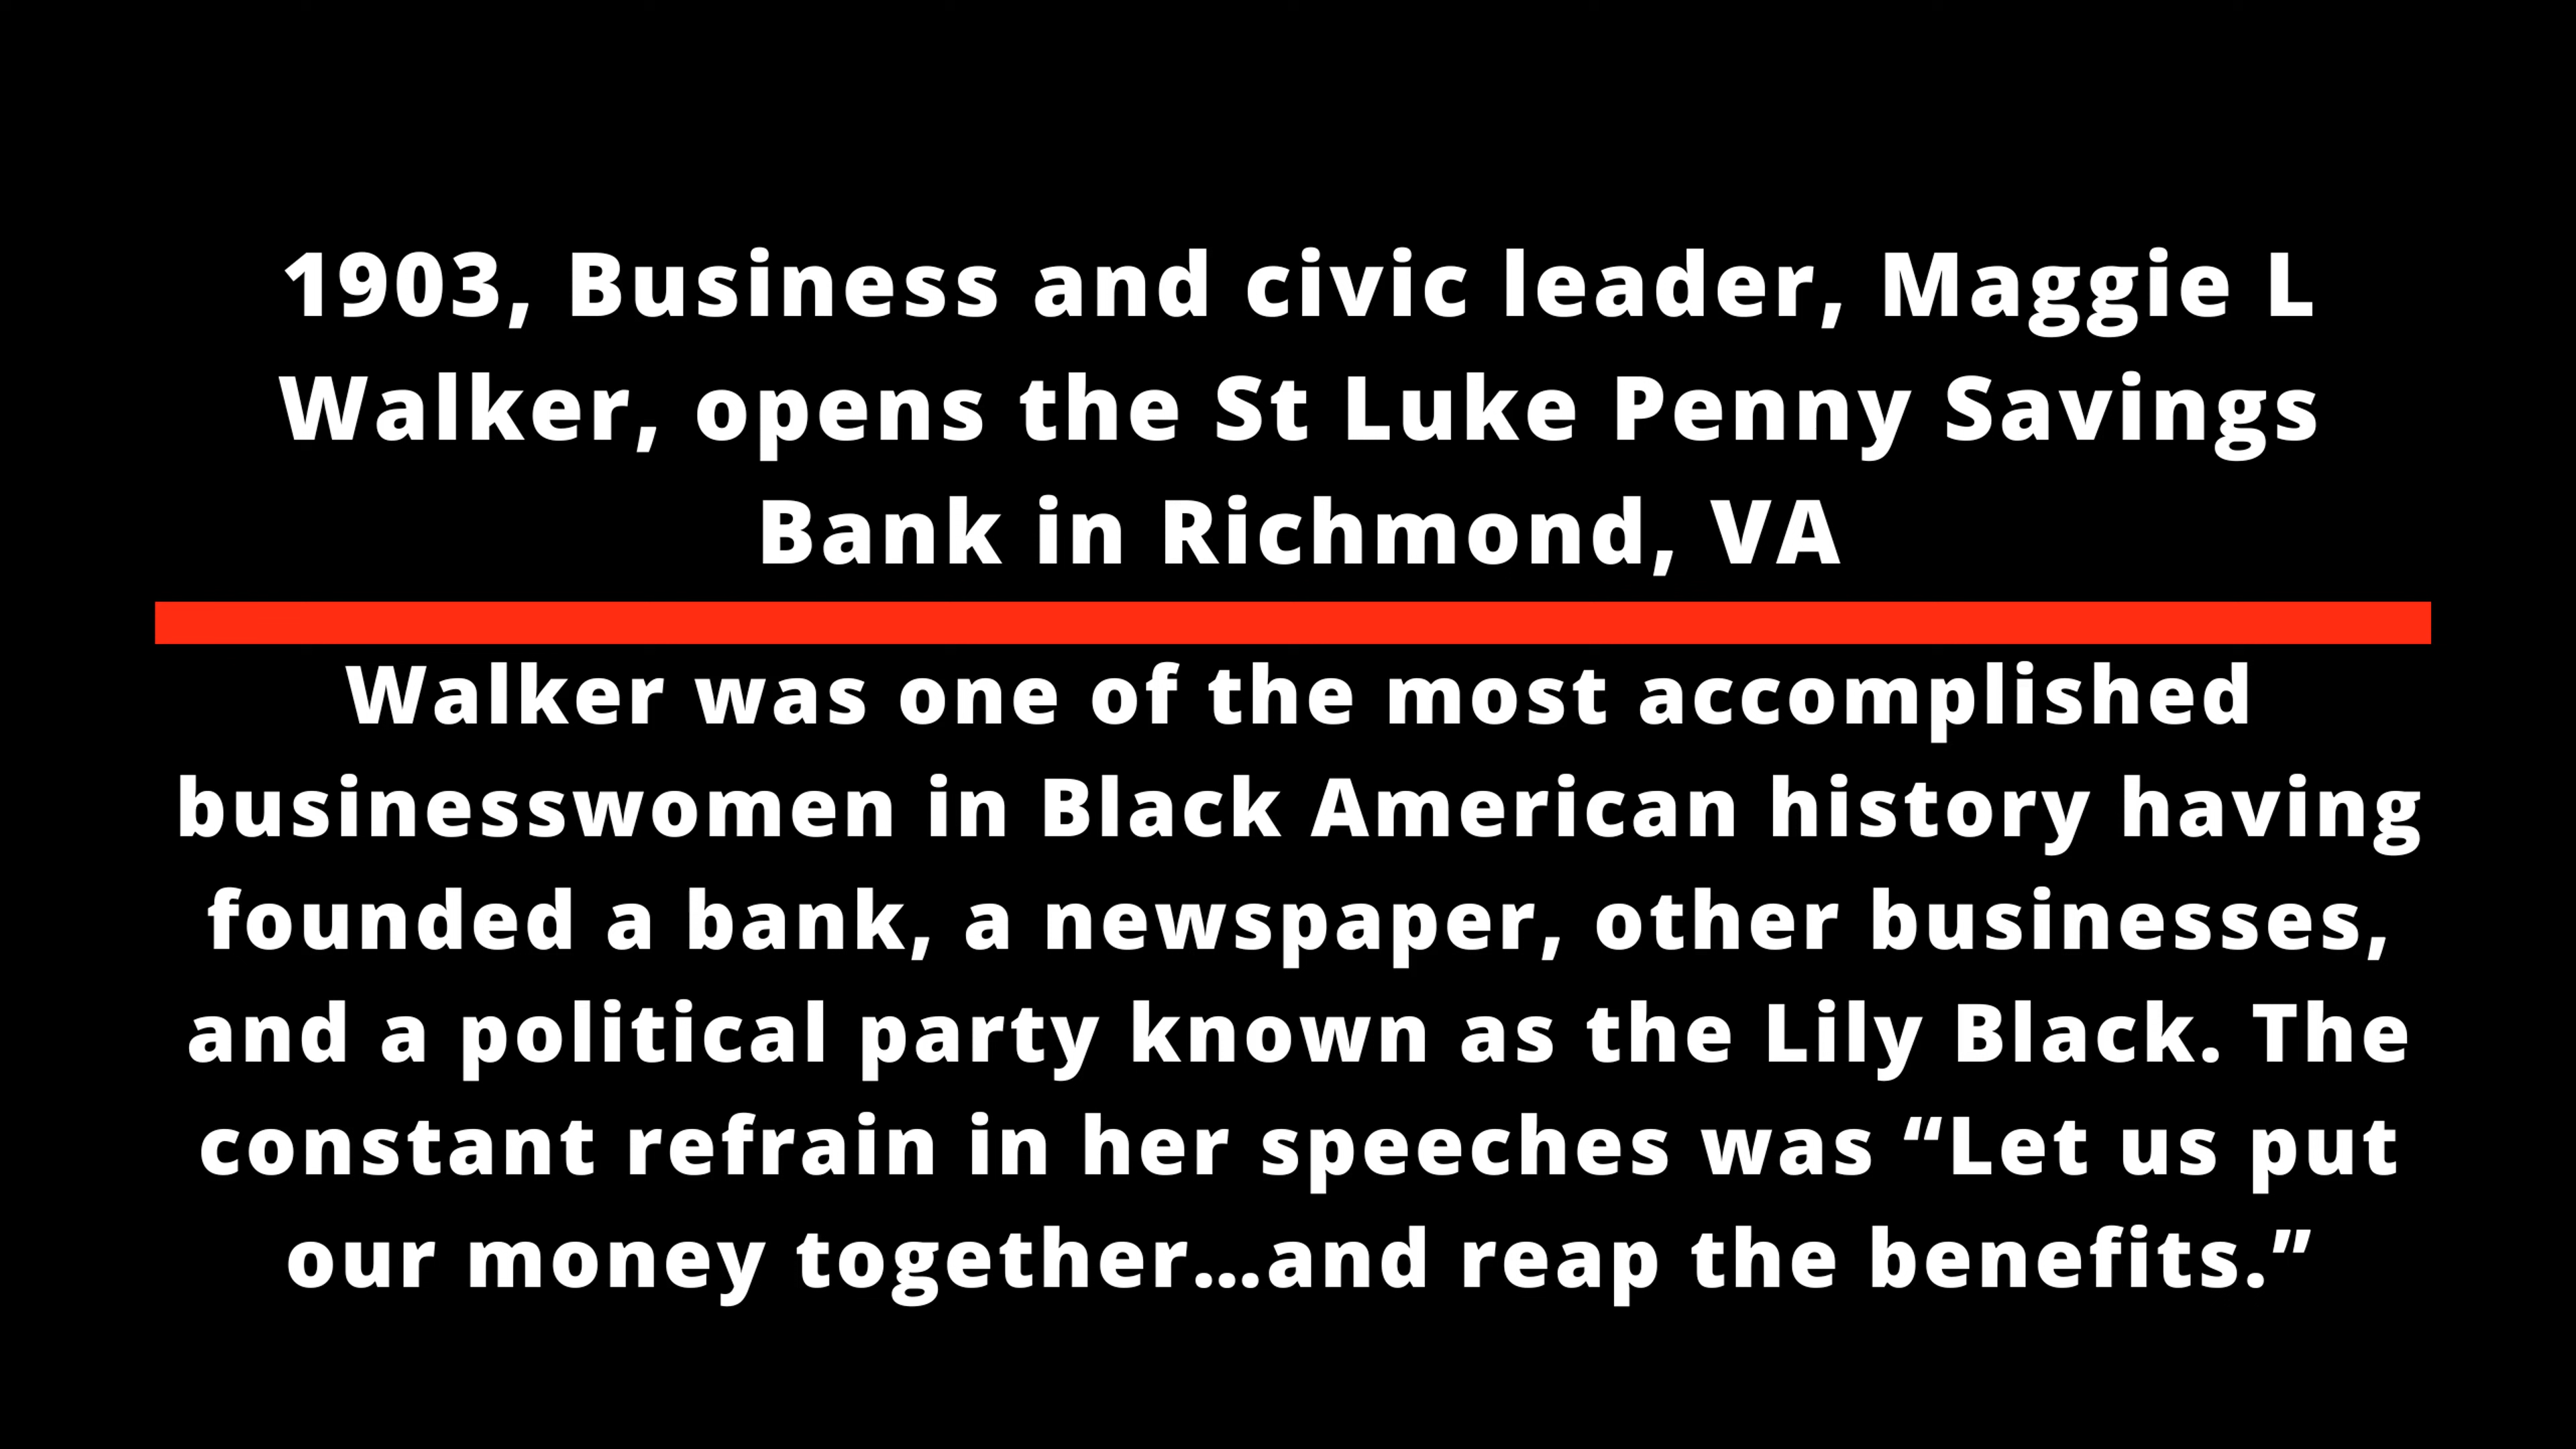 1903, Business and civic leader, Maggie L
Walker, opens the St Luke Penny Savings
Bank in Richmond, VA
Walker was one of the most accomplished
businesswomen in Black American history having
founded a bank, a newspaper, other businesses,
and a political party known as the Lily Black. The
constant refrain in her speeches was “Let us put
our money together…and reap the benefits.”